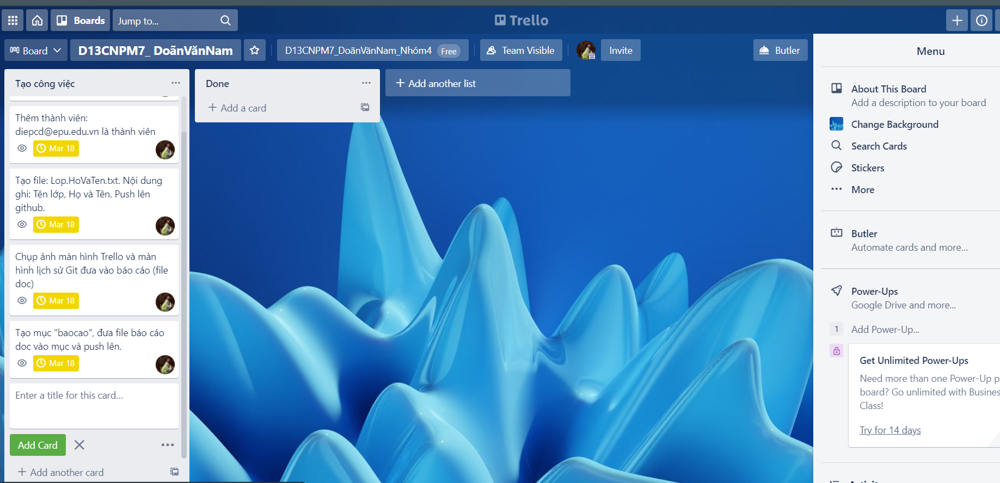 Boards
Jump to...
Trello
Board
D13CNPM7_ DoãnVănNam
D13CNPM7_DoãnVănNam_Nhóm4 Free
Team Visible
Invite
Butler
Tạo công việc
Thêm thành viên:
diepcd@epu.edu.vn là thành viên
Mar 18
Tạo file: Lop.HoVaTen.txt. Nội dung
ghi: Tên lớp, Họ và Tên. Push lên
github.
Mar 18
Chụp ảnh màn hình Trello và màn
hình lịch sử Git đưa vào báo cáo (file
doc)
Mar 18
Tạo mục "baocao", đưa file báo cáo
doc vào mục và push lên.
Mar 18
Enter a title for this card...
Add Card
Add another card
Done
Add a card
Add another list
Menu
About This Board
Add a description to your board
Change Background
Search Cards
Stickers
More
Butler
Automate cards and more...
Power-Ups
Google Drive and more...
1 Add Power-Up...
Get Unlimited Power-Ups
Need more than one Power-Up p
board? Go unlimited with Busines
Class!
Try for 14 days